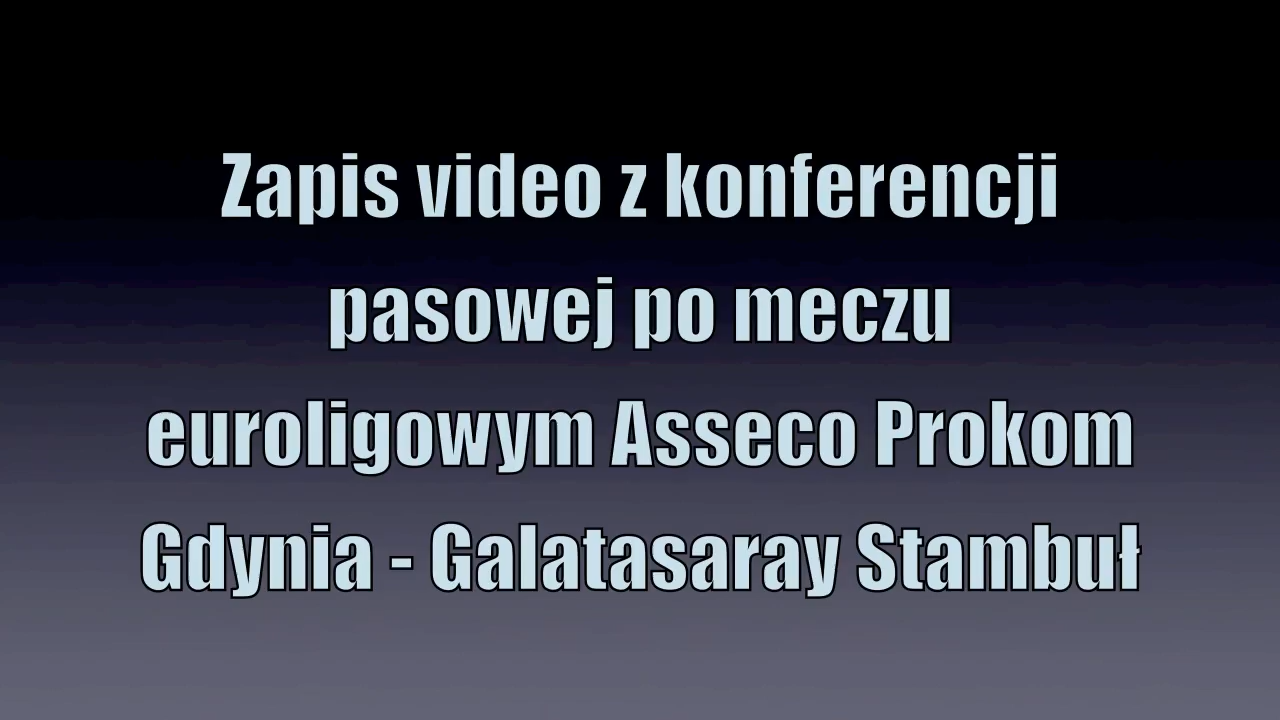 Zapis video z konferencji
pasowej po meczu
euroligowym Asseco Prokom
Gdynia - Galatasaray Stambuł